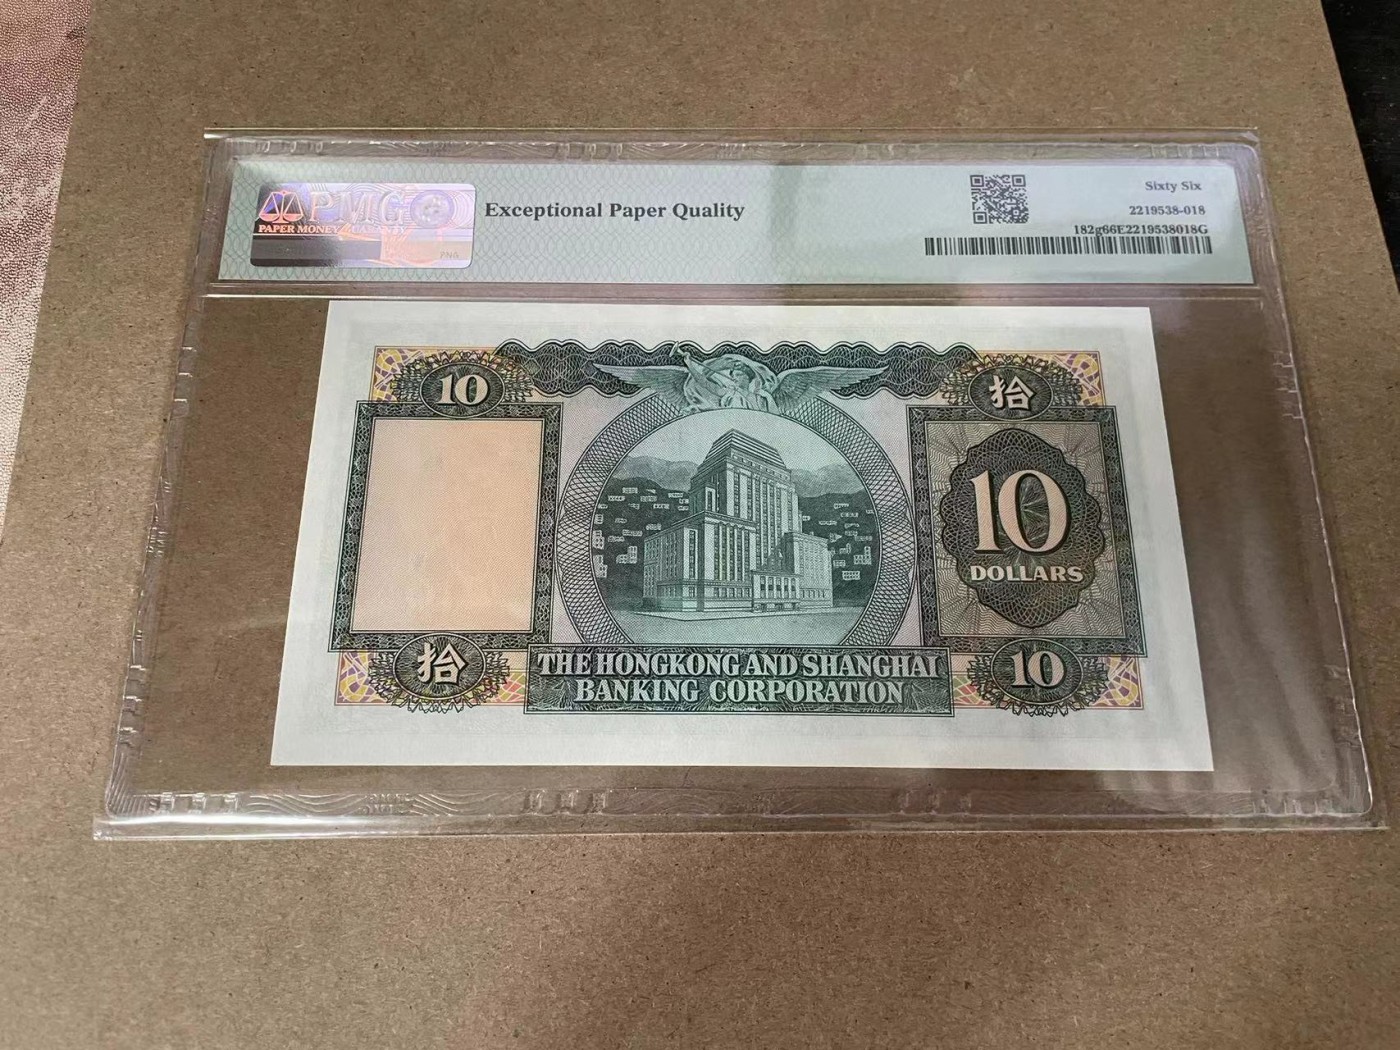 PMG
PAPER MONEY GUARANTY
Exceptional Paper Quality
Sixty Six
2219538-018
182g66E2219538018G
10
拾
10
DOLLARS
拾
THE HONGKONG AND SHANGHAI
BANKING CORPORATION
10